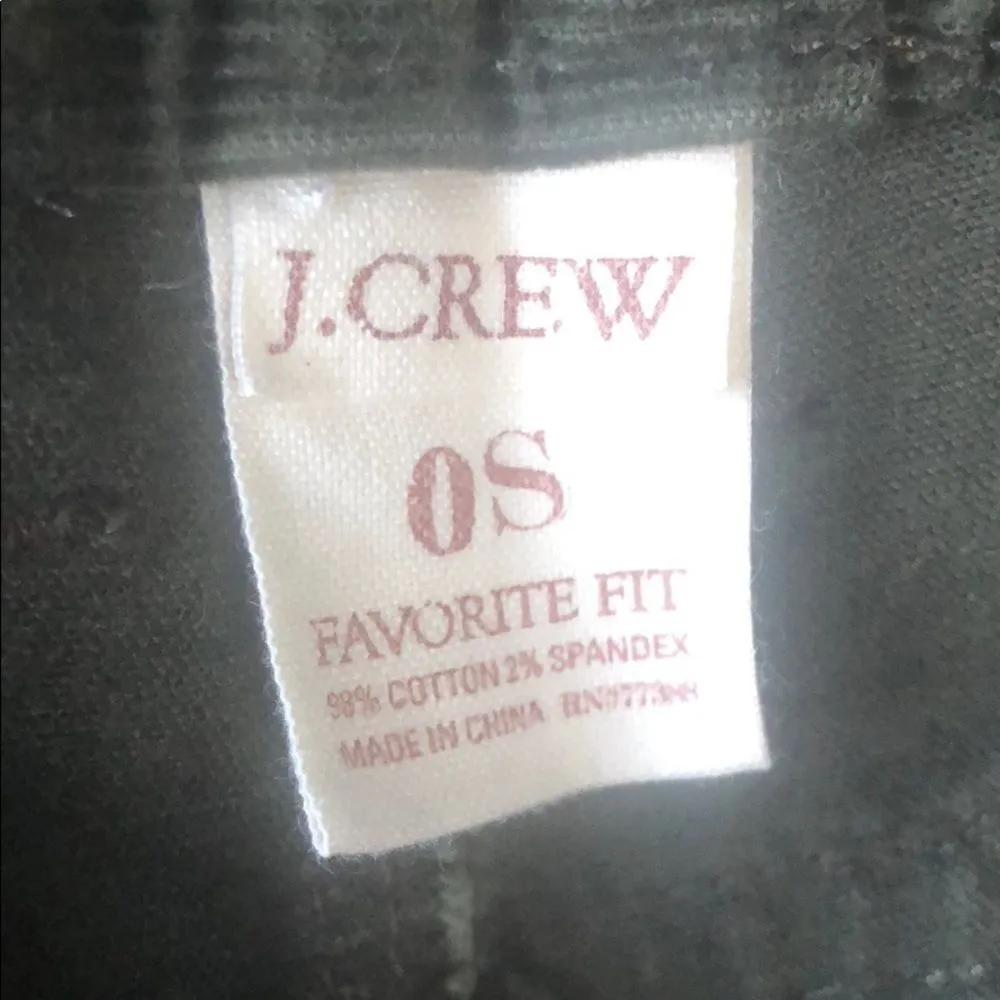 J.CREW
0S
FAVORITE FIT
98% COTTON 2% SPANDEX
MADE IN CHINA